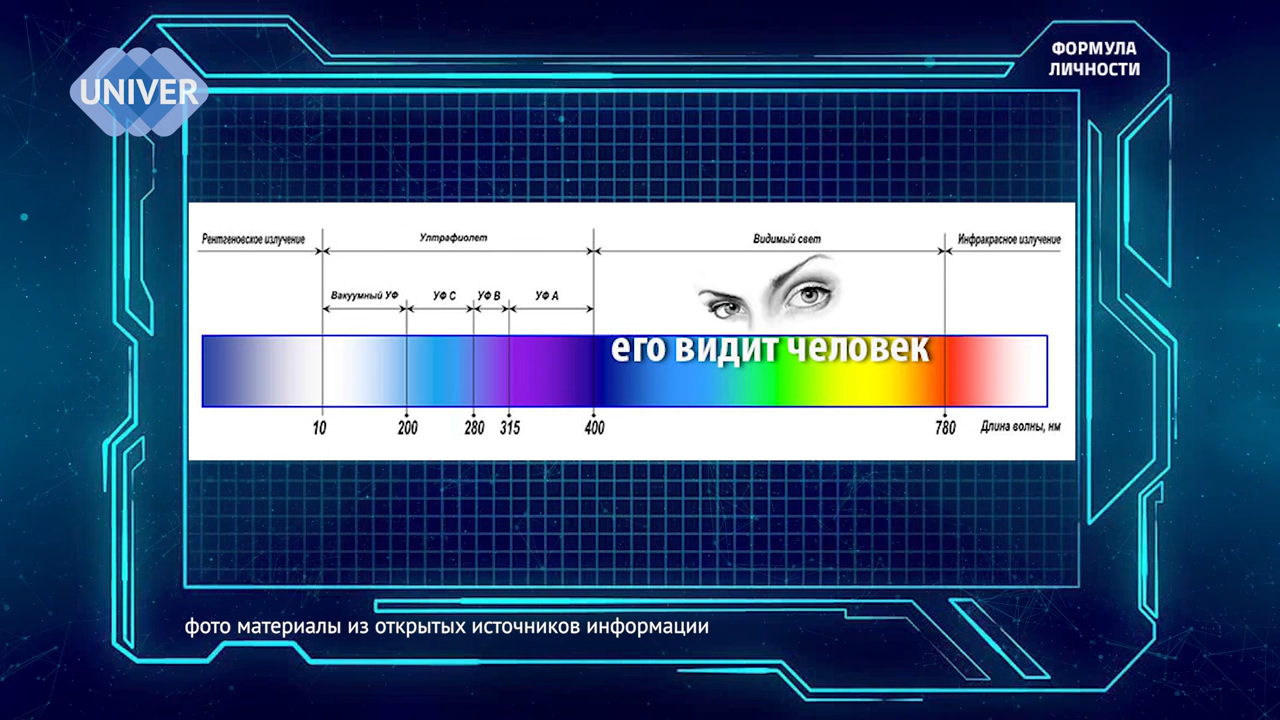 UNIVER
ФОРМУЛА
ЛИЧНОСТИ
Рентгеновское излучение
Ултрафиолет
Видимый свет
Инфракрасное излучение
Вакуумный УФ
УФ С
УФ В
УФ А
его видит человек
10
200
280
315
400
780
Длина волны, нм
фото материалы из открытых источников информации